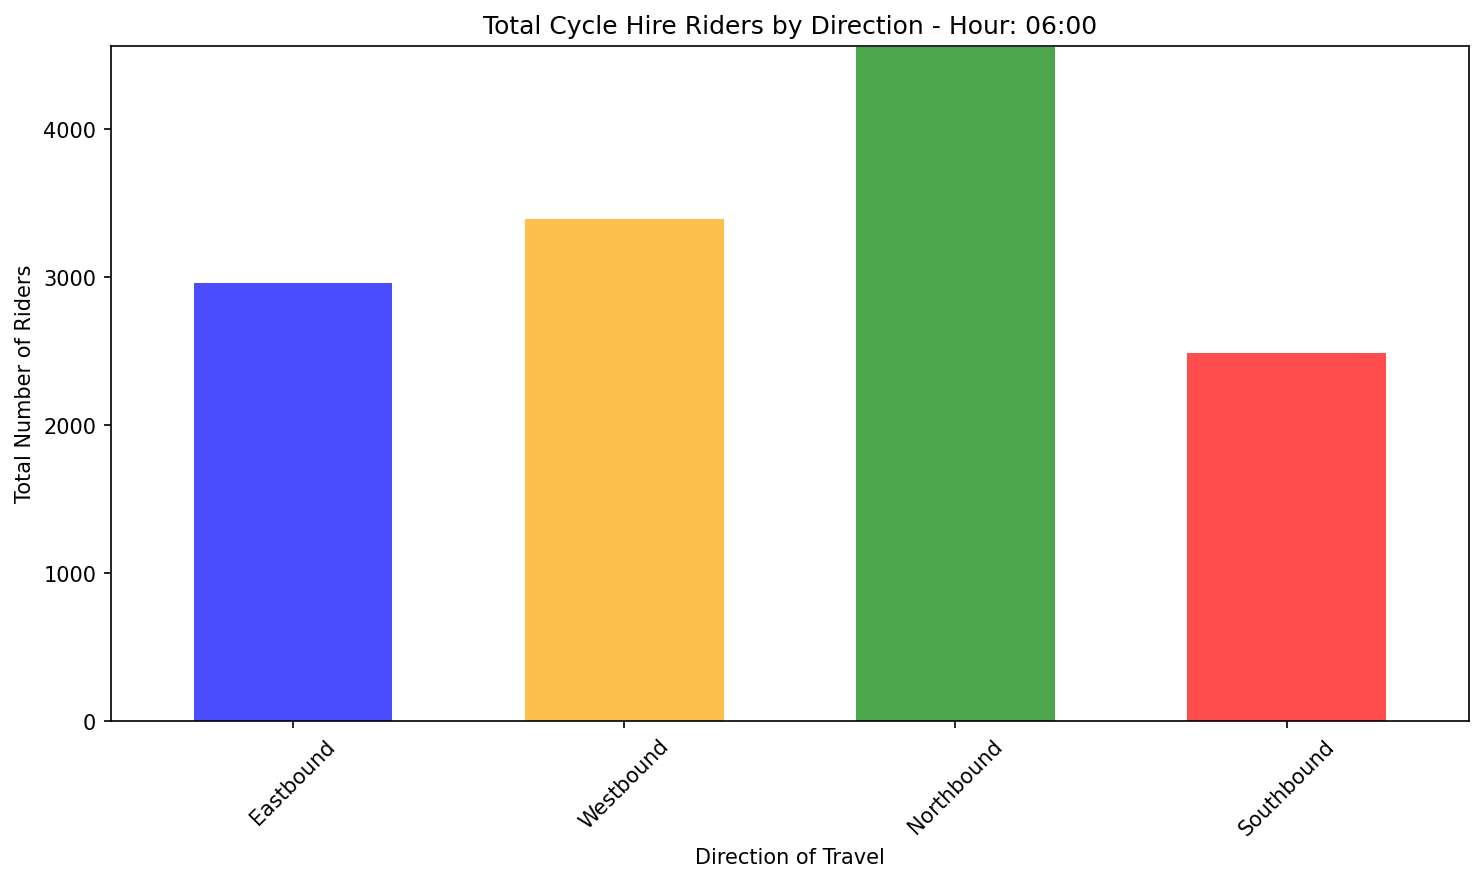 Total Cycle Hire Riders by Direction - Hour: 06:00
Total Number of Riders
4000
3000
2000
1000
0
Eastbound
Westbound
Northbound
Southbound
Direction of Travel